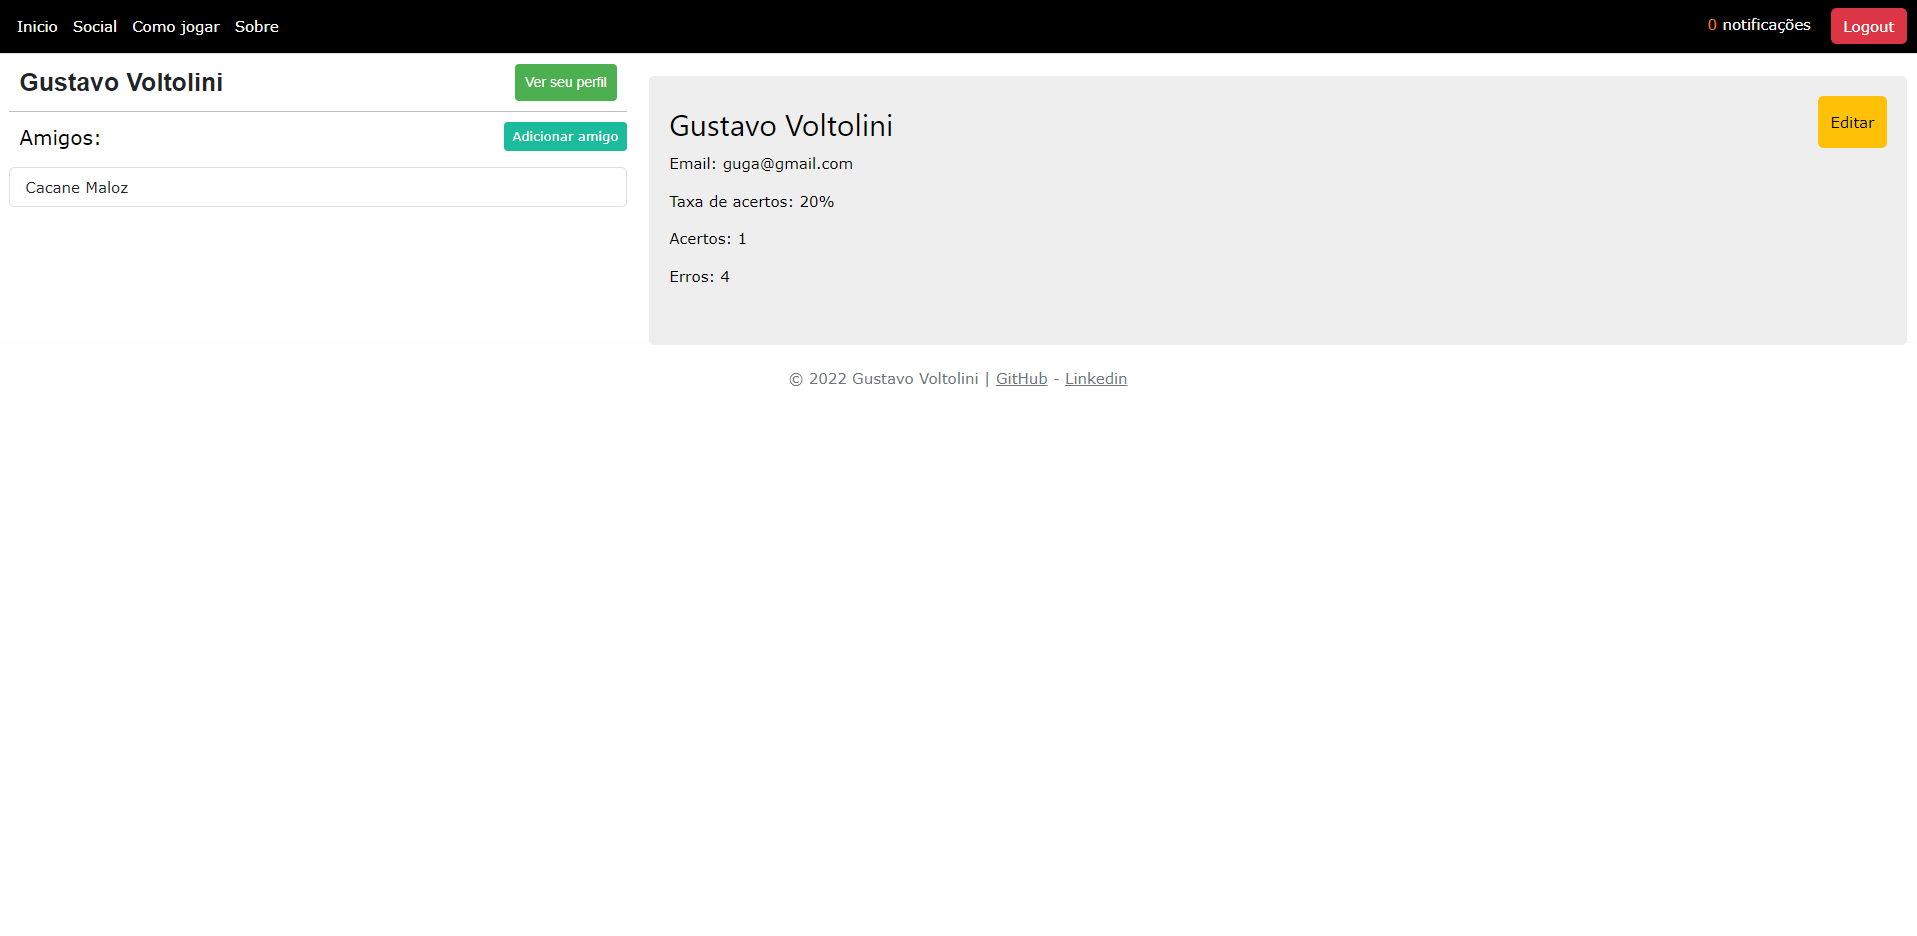 Inicio Social Como jogar Sobre
0 notificações Logout
Gustavo Voltolini
Ver seu perfil
Amigos:
Adicionar amigo
Cacane Maloz
Gustavo Voltolini
Editar
Email: guga@gmail.com
Taxa de acertos: 20%
Acertos: 1
Erros: 4
© 2022 Gustavo Voltolini | GitHub - Linkedin